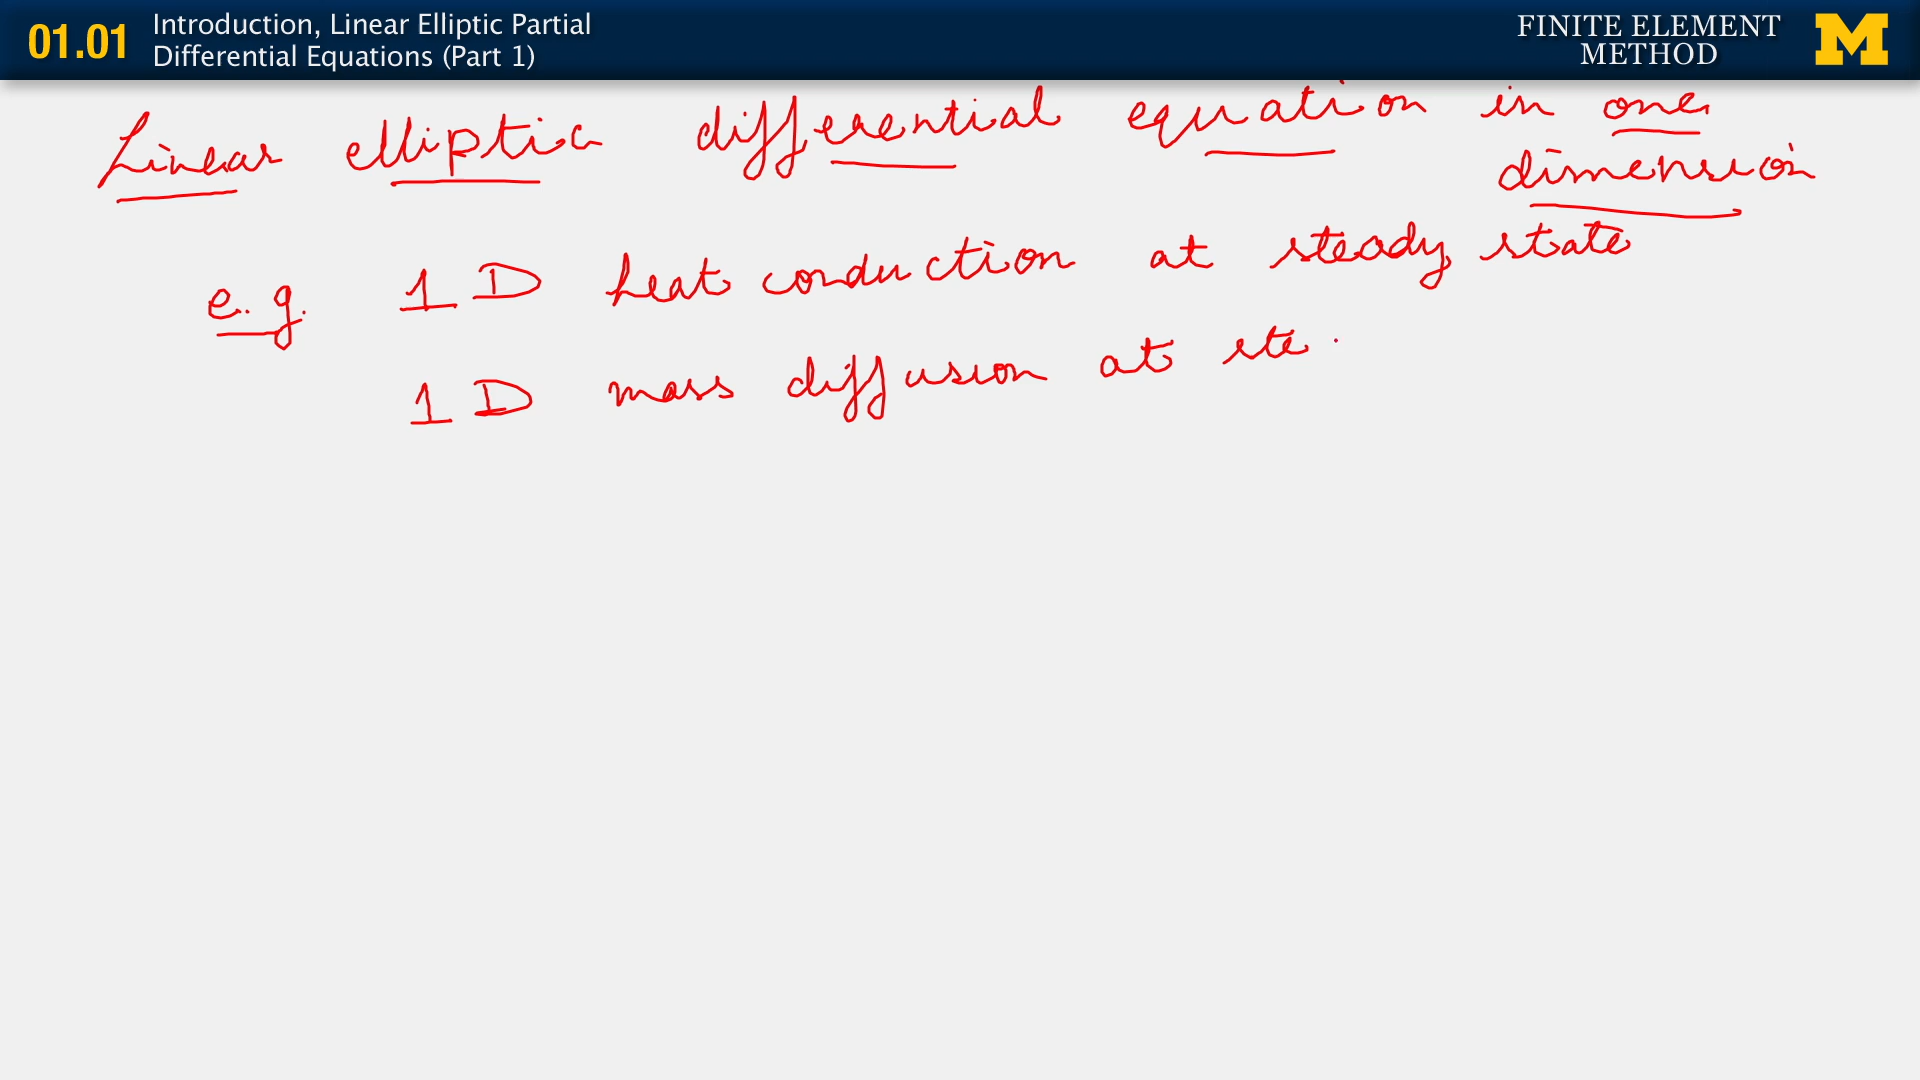 01.01
Introduction, Linear Elliptic Partial
Differential Equations (Part 1)
FINITE ELEMENT
METHOD
M
Linear elliptic differential equation in one
dimension
e.g. 1D heat conduction at steady state
1D mass diffusion at